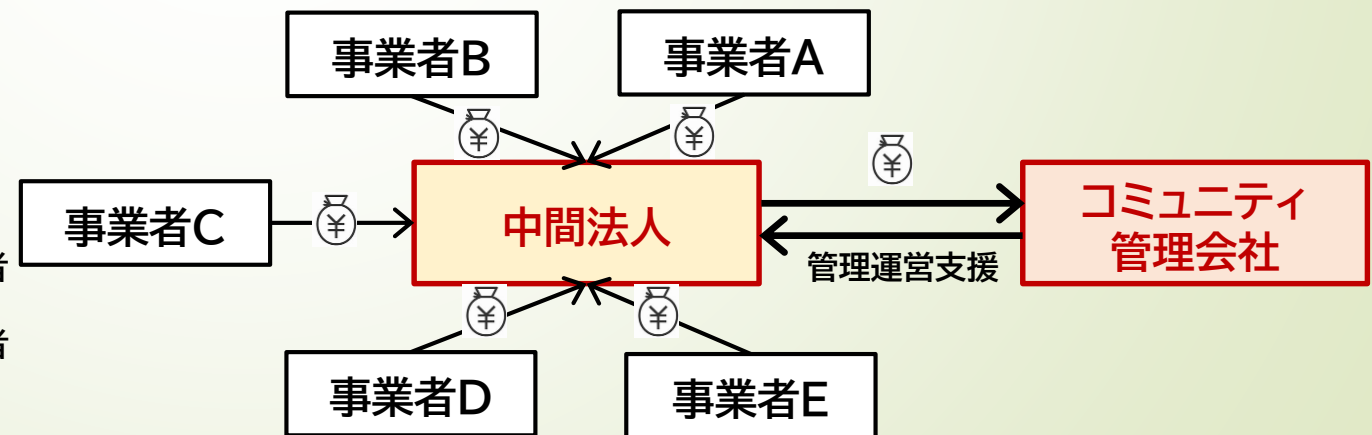 事業者B
事業者A
¥
¥
¥
事業者C
¥
中間法人
コミュニティ
管理会社
管理運営支援
者
者
¥
¥
事業者D
事業者E